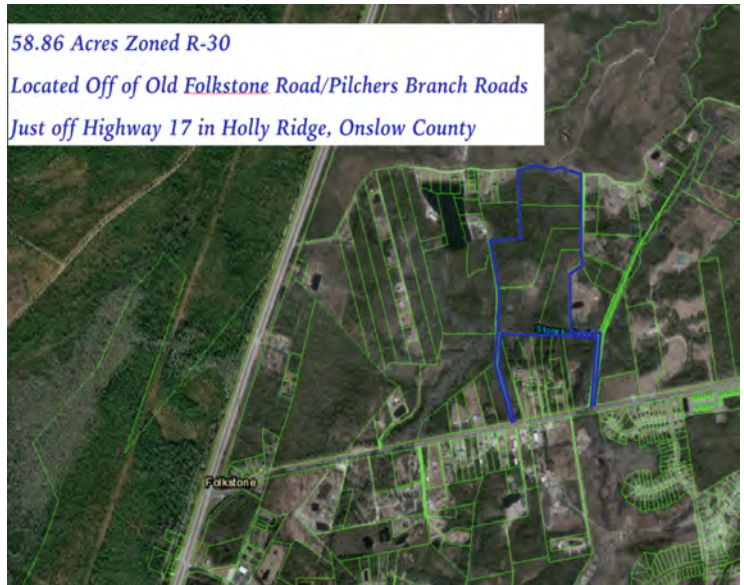 58.86 Acres Zoned R-30
Located Off of Old Folkstone Road/Pilchers Branch Roads
Just off Highway 17 in Holly Ridge, Onslow County
Folkstone